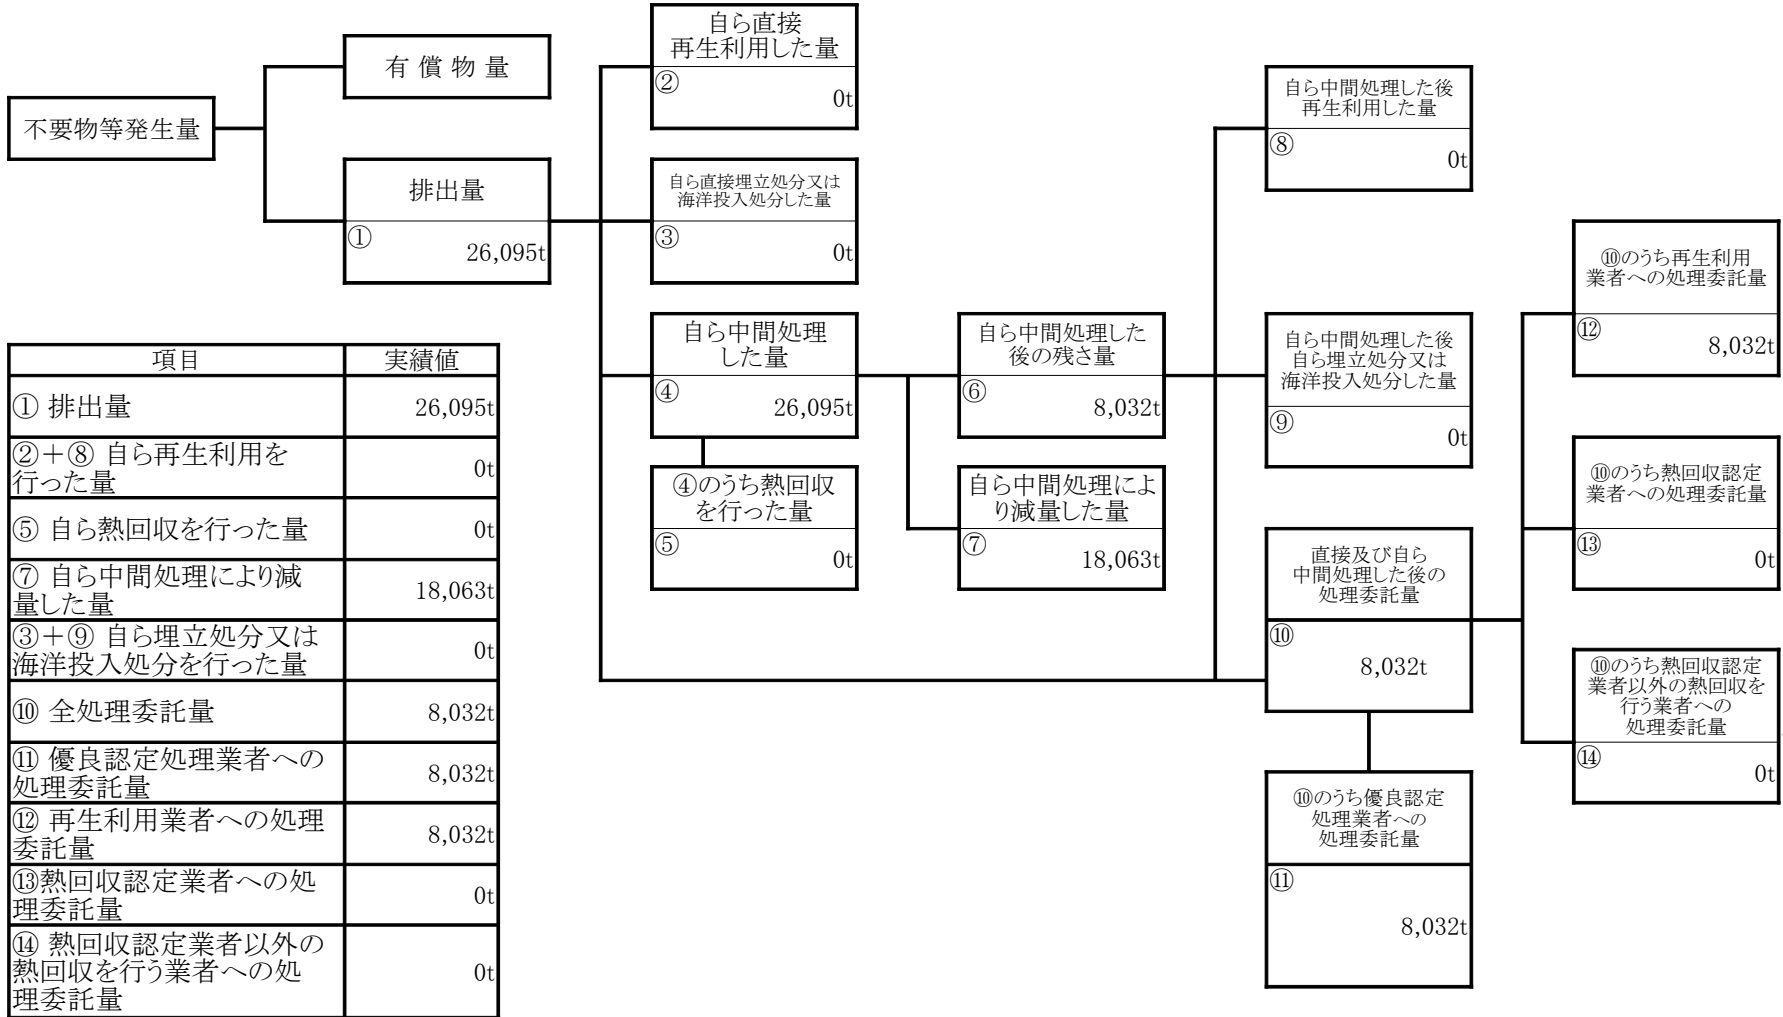 不要物等発生量
有 償 物 量
排出量
①
26,095t
自ら直接
再生利用した量
②
0t
自ら直接埋立処分又は
海洋投入処分した量
③
0t
自ら中間処理
した量
④
26,095t
④のうち熱回収
を行った量
⑤
0t
自ら中間処理した
後の残さ量
⑥
8,032t
自ら中間処理によ
り減量した量
⑦
18,063t
自ら中間処理した後
再生利用した量
⑧
0t
自ら中間処理した後
自ら埋立処分又は
海洋投入処分した量
⑨
0t
直接及び自ら
中間処理した後の
処理委託量
⑩
8,032t
⑩のうち優良認定
処理業者への
処理委託量
⑪
8,032t
⑩のうち再生利用
業者への処理委託量
⑫
8,032t
⑩のうち熱回収認定
業者への処理委託量
⑬
0t
⑩のうち熱回収認定
業者以外の熱回収を
行う業者への
処理委託量
⑭
0t
項目 実績値
① 排出量 26,095t
②＋⑧ 自ら再生利用を
行った量 0t
⑤ 自ら熱回収を行った量 0t
⑦ 自ら中間処理により減
量した量 18,063t
③＋⑨ 自ら埋立処分又は
海洋投入処分を行った量 0t
⑩ 全処理委託量 8,032t
⑪ 優良認定処理業者への
処理委託量 8,032t
⑫ 再生利用業者への処理
委託量 8,032t
⑬熱回収認定業者への処
理委託量 0t
⑭ 熱回収認定業者以外の
熱回収を行う業者への処 0t
理委託量